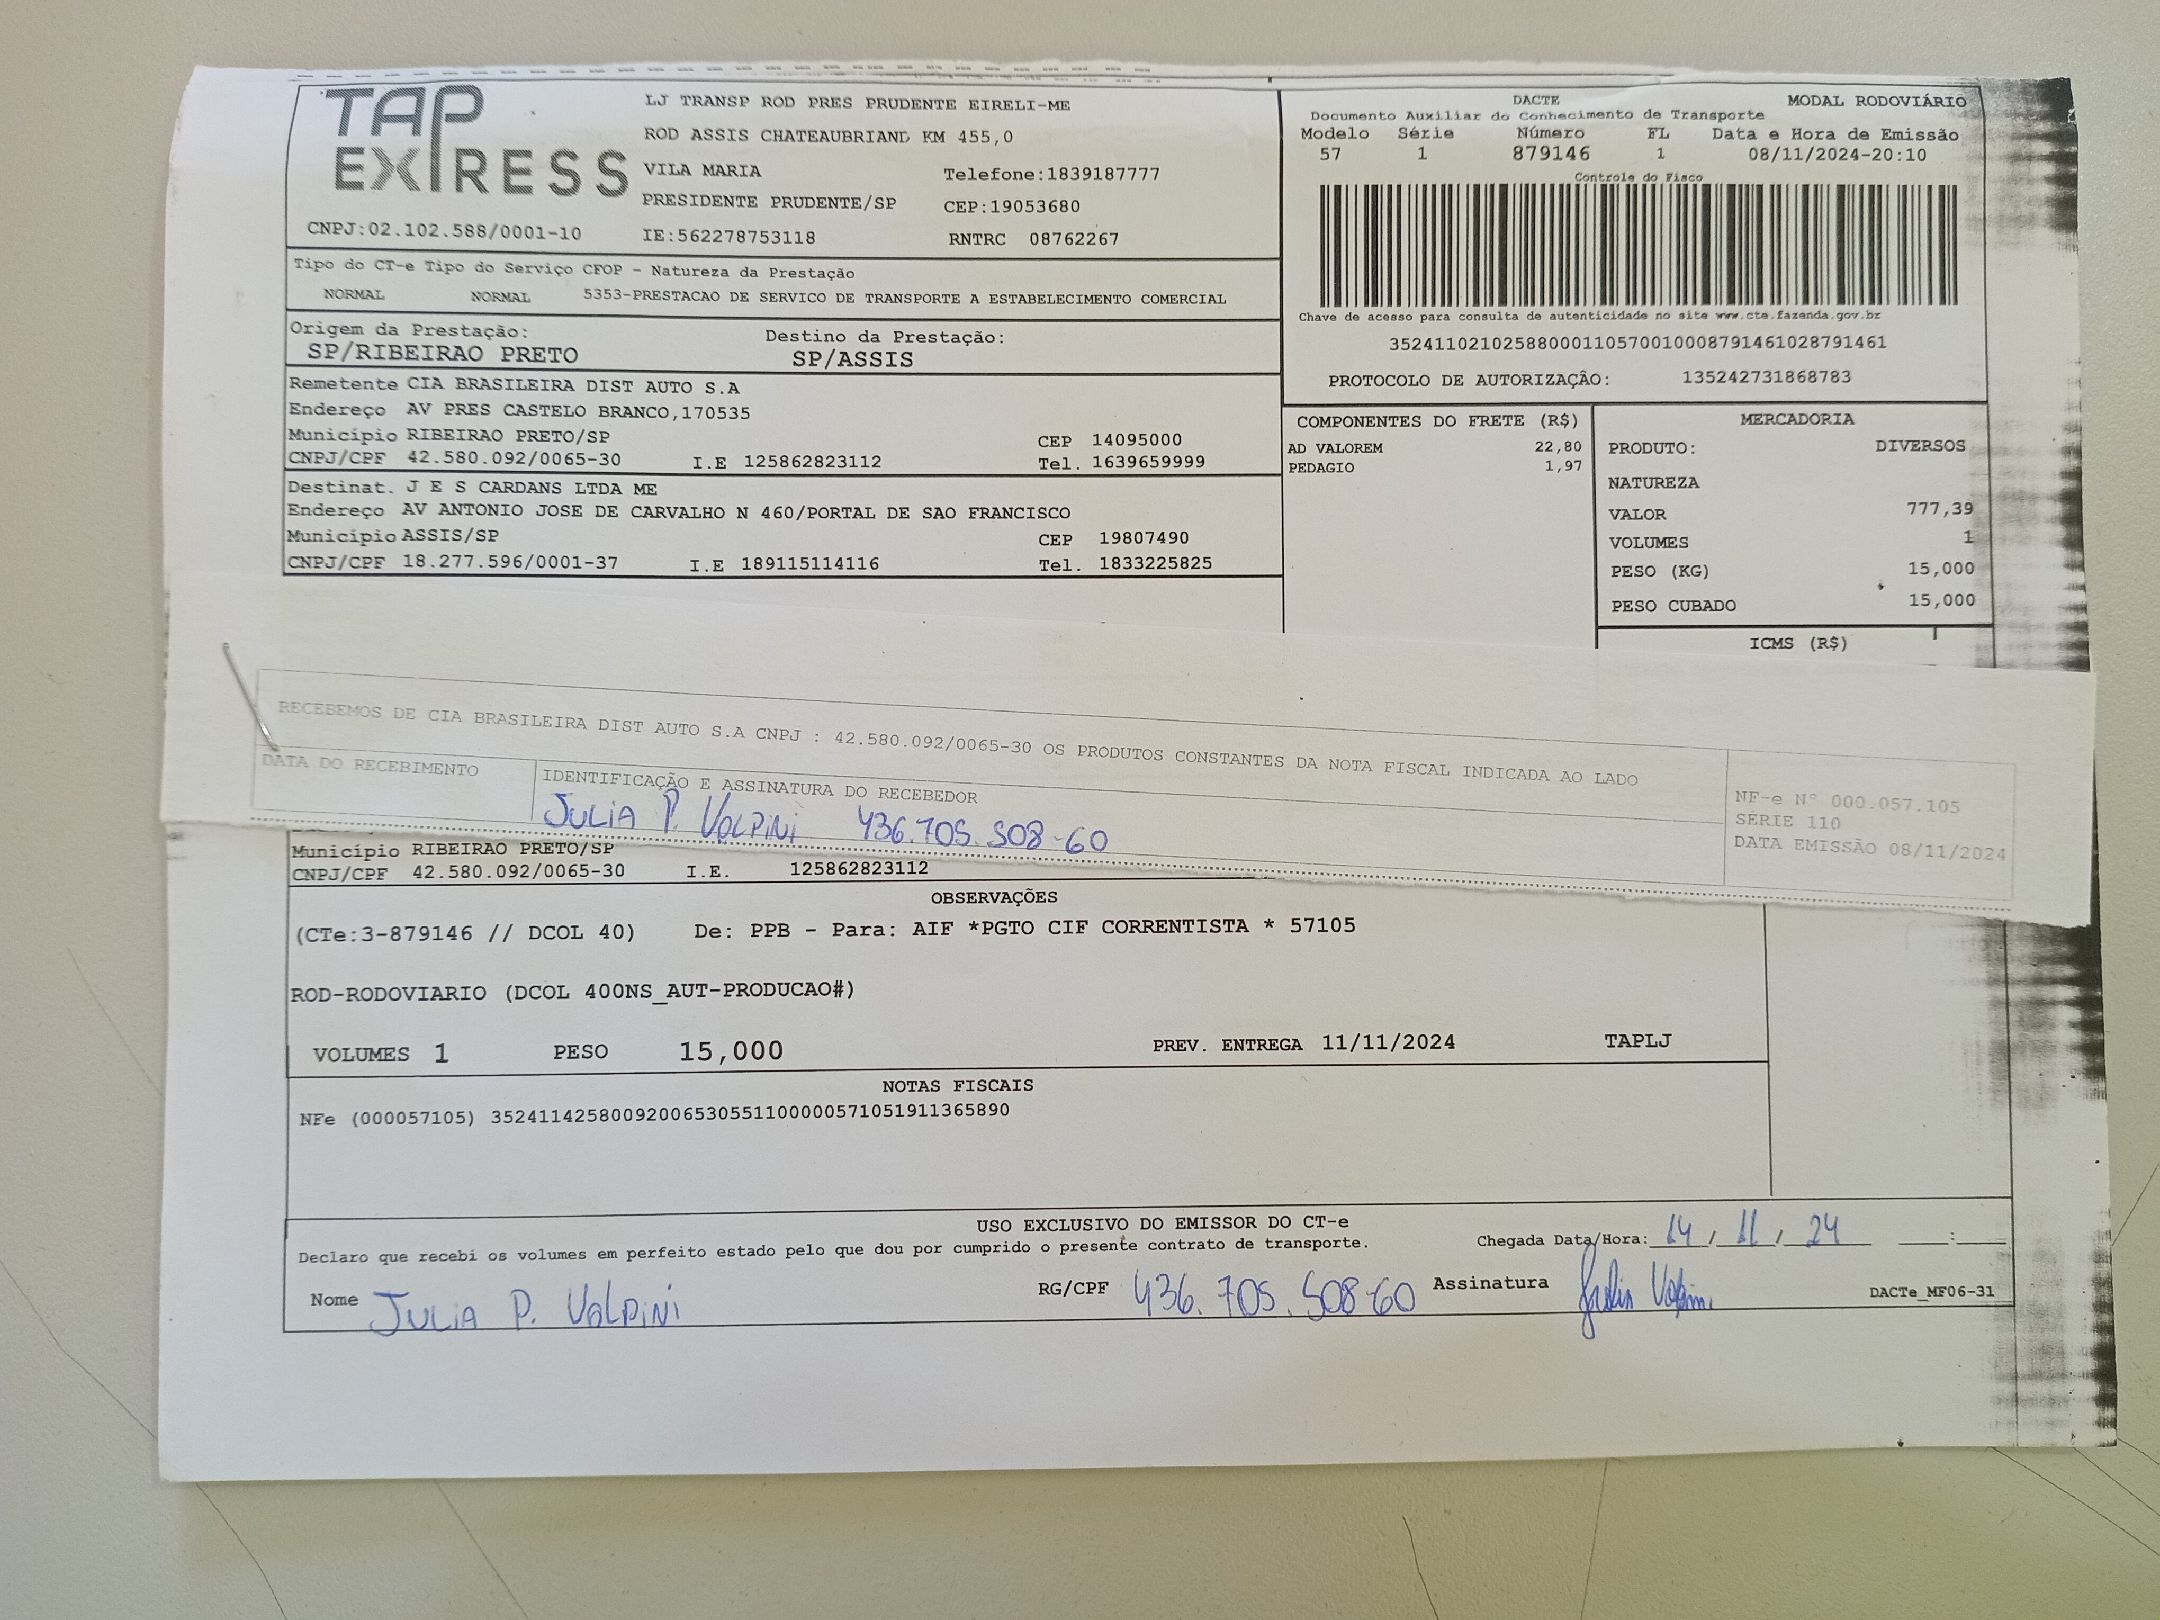 TAP EXPRESS
LJ TRANSP ROD PRES PRUDENTE EIRELI-ME
ROD ASSIS CHATEAUBRIAND KM 455,0
VILA MARIA Telefone:1839187777
PRESIDENTE PRUDENTE/SP CEP:19053680
CNPJ:02.102.588/0001-10 IE:562278753118 RNTRC 08762267
DACTE MODAL RODOVIÁRIO
Documento Auxiliar do Conhecimento de Transporte
Modelo Série Número FL Data e Hora de Emissão
57 1 879146 1 08/11/2024-20:10
Controle do Fisco
Chave de acesso para consulta de autenticidade no site www.cte.fazenda.gov.br
35241102102588000110570010008791461028791461
PROTOCOLO DE AUTORIZAÇÃO: 135242731868783
Tipo do CT-e Tipo do Serviço CFOP - Natureza da Prestação
NORMAL NORMAL 5353-PRESTACAO DE SERVICO DE TRANSPORTE A ESTABELECIMENTO COMERCIAL
Origem da Prestação: Destino da Prestação:
SP/RIBEIRAO PRETO SP/ASSIS
Remetente CIA BRASILEIRA DIST AUTO S.A
Endereço AV PRES CASTELO BRANCO,170535
Município RIBEIRAO PRETO/SP CEP 14095000
CNPJ/CPF 42.580.092/0065-30 I.E 125862823112 Tel. 1639659999
Destinat. J E S CARDANS LTDA ME
Endereço AV ANTONIO JOSE DE CARVALHO N 460/PORTAL DE SAO FRANCISCO
Município ASSIS/SP CEP 19807490
CNPJ/CPF 18.277.596/0001-37 I.E 189115114116 Tel. 1833225825
COMPONENTES DO FRETE (R$)
AD VALOREM 22,80
PEDAGIO 1,97
MERCADORIA
PRODUTO: DIVERSOS
NATUREZA
VALOR 777,39
VOLUMES 1
PESO (KG) 15,000
PESO CUBADO 15,000
ICMS (R$)
RECEBEMOS DE CIA BRASILEIRA DIST AUTO S.A CNPJ : 42.580.092/0065-30 OS PRODUTOS CONSTANTES DA NOTA FISCAL INDICADA AO LADO
DATA DO RECEBIMENTO IDENTIFICAÇÃO E ASSINATURA DO RECEBEDOR
JULIA P. VOLPINI 436.705.508-60
NF-e N° 000.057.105
SÉRIE 110
DATA EMISSÃO 08/11/2024
Município RIBEIRAO PRETO/SP
CNPJ/CPF 42.580.092/0065-30 I.E. 125862823112
OBSERVAÇÕES
(CTe:3-879146 // DCOL 40) De: PPB - Para: AIF *PGTO CIF CORRENTISTA * 57105
ROD-RODOVIARIO (DCOL 400NS_AUT-PRODUCAO#)
VOLUMES 1 PESO 15,000 PREV. ENTREGA 11/11/2024 TAPLJ
NOTAS FISCAIS
NFe (000057105) 35241142580092006530551100000571051911365890
USO EXCLUSIVO DO EMISSOR DO CT-e
Declaro que recebi os volumes em perfeito estado pelo que dou por cumprido o presente contrato de transporte. Chegada Data/Hora: 14/11/24 __:__
Nome JULIA P. VOLPINI RG/CPF 436.705.508-60 Assinatura Julia Volpini DACTe_MF06-31